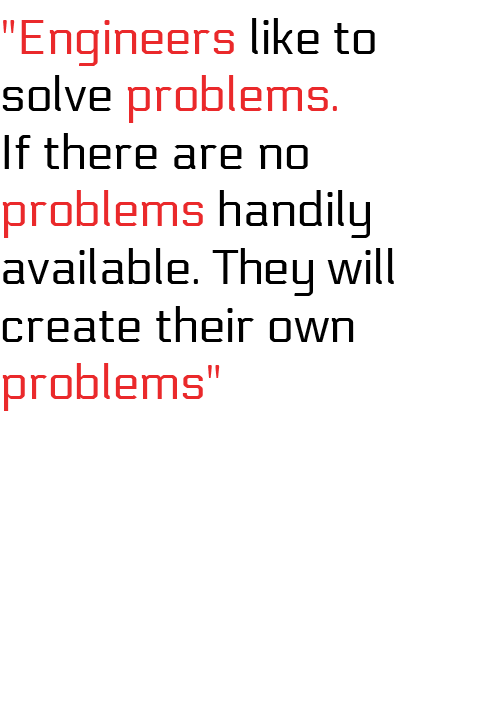 "Engineers like to
solve problems.
If there are no
problems handily
available. They will
create their own
problems"